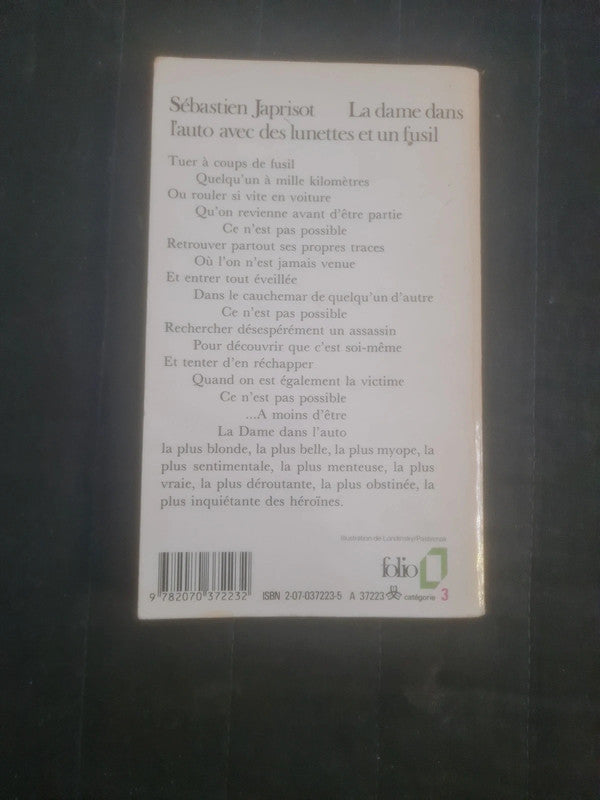 Sébastien Japrisot La dame dans
l'auto avec des lunettes et un fusil
Tuer à coups de fusil
Quelqu'un à mille kilomètres
Ou rouler si vite en voiture
Qu'on revienne avant d'être partie
Ce n'est pas possible
Retrouver partout ses propres traces
Où l'on n'est jamais venue
Et entrer tout éveillée
Dans le cauchemar de quelqu'un d'autre
Ce n'est pas possible
Rechercher désespérément un assassin
Pour découvrir que c'est soi-même
Et tenter d'en réchapper
Quand on est également la victime
Ce n'est pas possible
...A moins d'être
La Dame dans l'auto
la plus blonde, la plus belle, la plus myope, la
plus sentimentale, la plus menteuse, la plus
vraie, la plus déroutante, la plus obstinée, la
plus inquiétante des héroïnes.
Illustration de Londinsky/Pasternak
folio
9 782070 372232 ISBN 2-07-037223-5 A 37223 catégorie 3